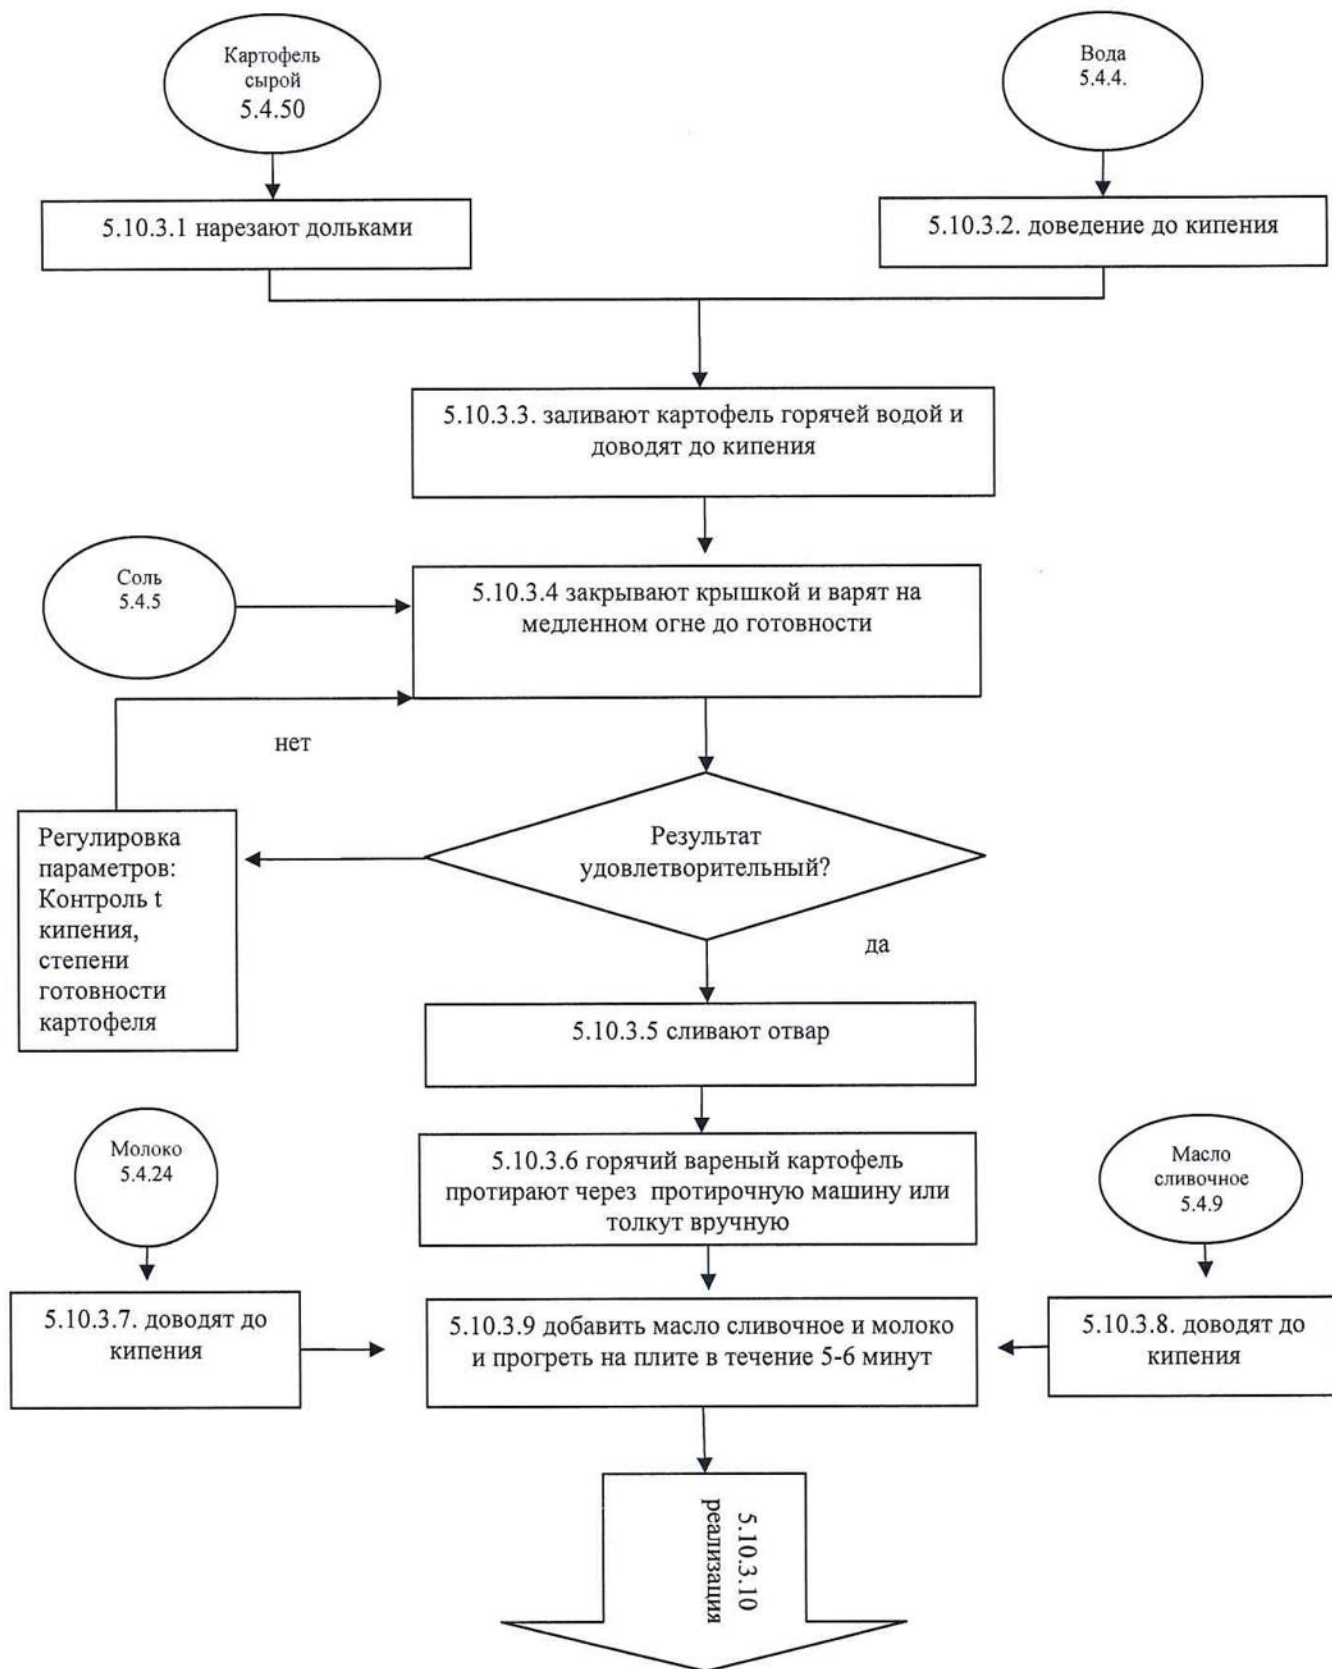 Картофель
сырой
5.4.50
Вода
5.4.4.
5.10.3.1 нарезают дольками
5.10.3.2. доведение до кипения
5.10.3.3. заливают картофель горячей водой и
доводят до кипения
Соль
5.4.5
5.10.3.4 закрывают крышкой и варят на
медленном огне до готовности
нет
Регулировка
параметров:
Контроль t
кипения,
степени
готовности
картофеля
Результат
удовлетворительный?
да
5.10.3.5 сливают отвар
Молоко
5.4.24
5.10.3.6 горячий вареный картофель
протирают через протирочную машину или
толкут вручную
Масло
сливочное
5.4.9
5.10.3.7. доводят до
кипения
5.10.3.9 добавить масло сливочное и молоко
и прогреть на плите в течение 5-6 минут
5.10.3.8. доводят до
кипения
5.10.3.10
реализация